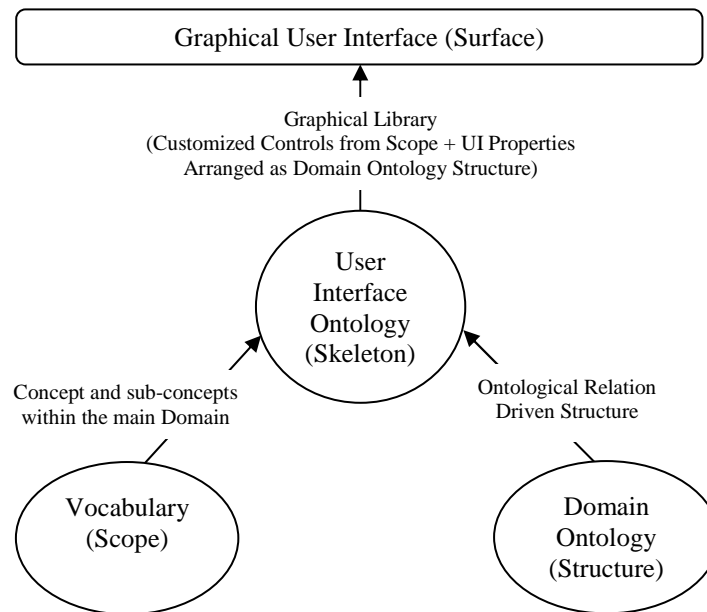 Graphical User Interface (Surface)
Graphical Library
(Customized Controls from Scope + UI Properties
Arranged as Domain Ontology Structure)
User
Interface
Ontology
(Skeleton)
Concept and sub-concepts
within the main Domain
Ontological Relation
Driven Structure
Vocabulary
(Scope)
Domain
Ontology
(Structure)